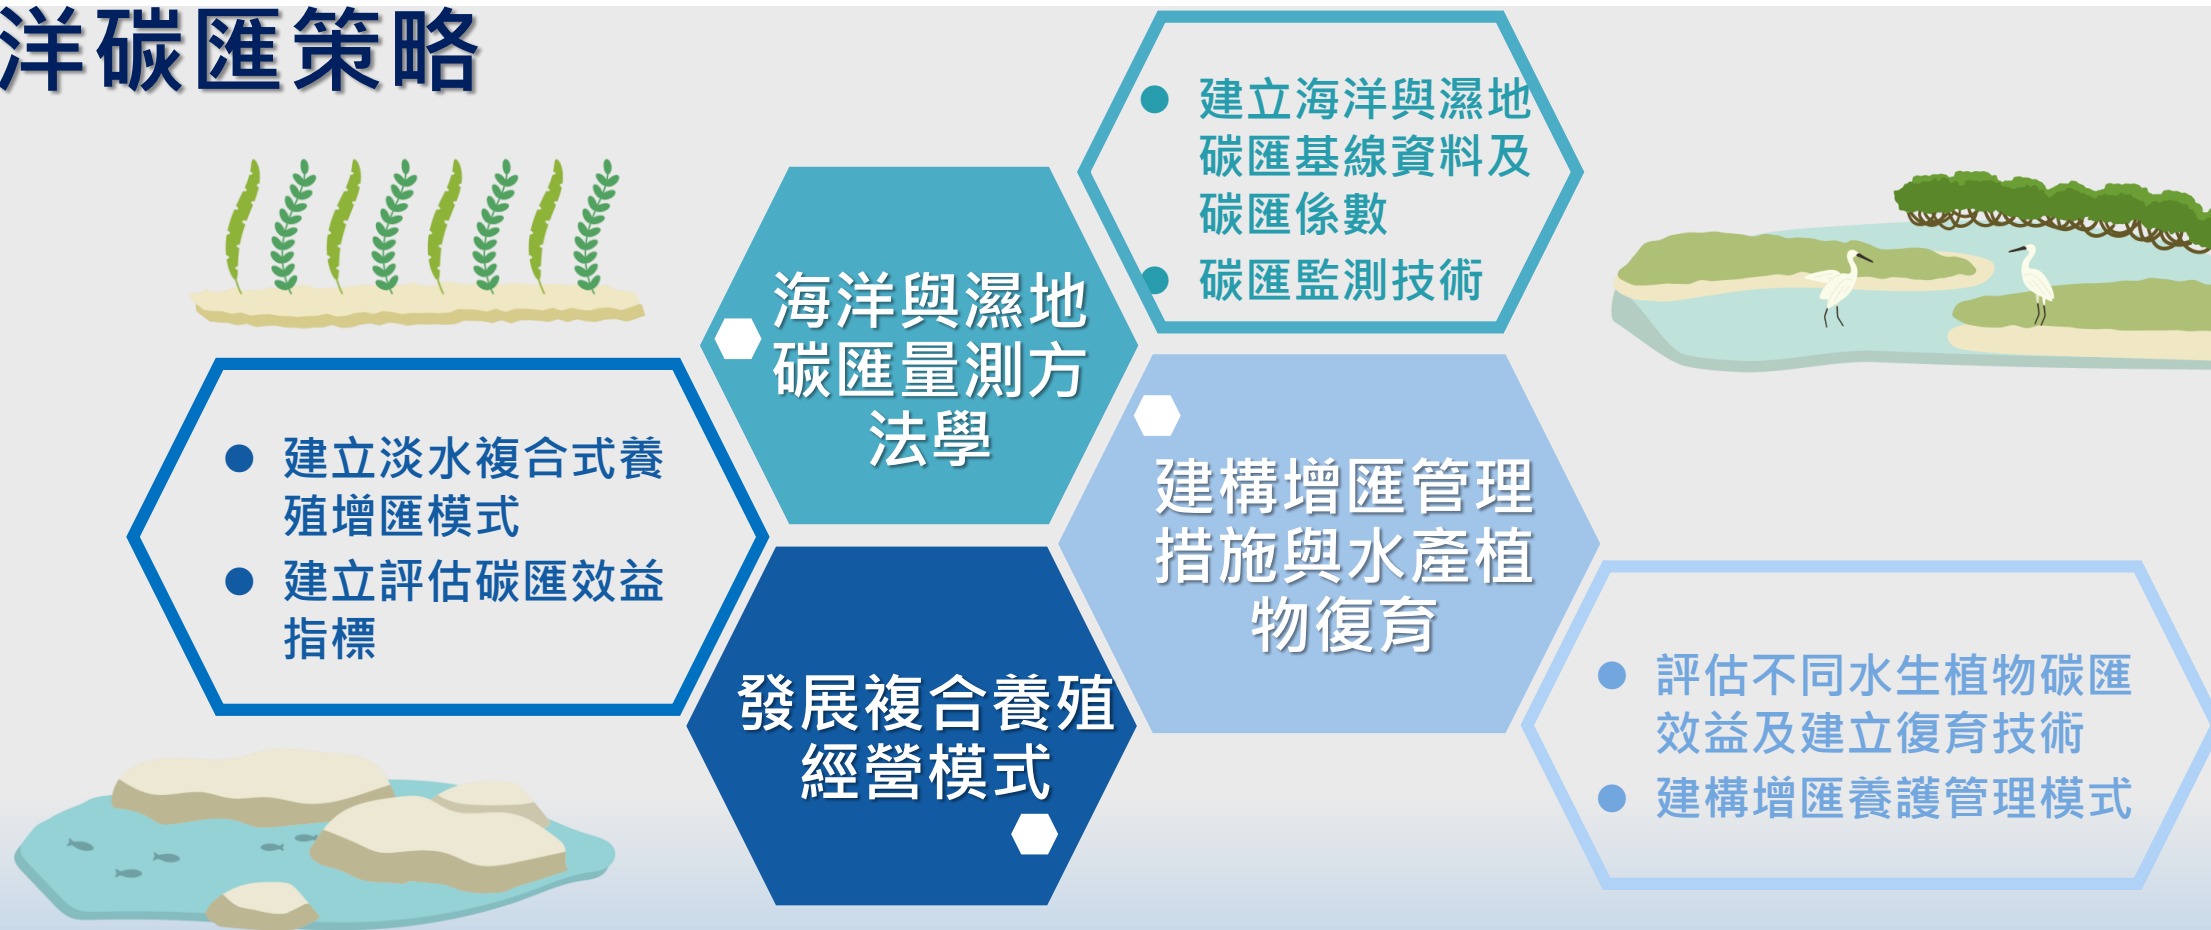 洋碳匯策略
建立海洋與濕地
碳匯基線資料及
碳匯係數
碳匯監測技術
海洋與濕地
碳匯量測方
法學
建立淡水複合式養
殖增匯模式
建立評估碳匯效益
指標
建構增匯管理
措施與水產植
物復育
發展複合養殖
經營模式
評估不同水生植物碳匯
效益及建立復育技術
建構增匯養護管理模式